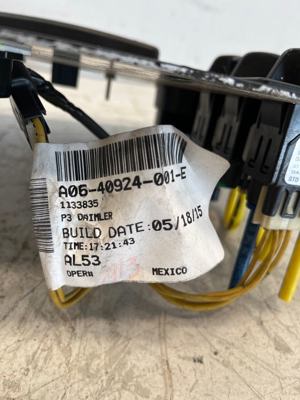 A06-40924-001-E
1133835
P3 DAIMLER
BUILD DATE:05/18/15
TIME:17:21:43
AL53
OPER# MEXICO